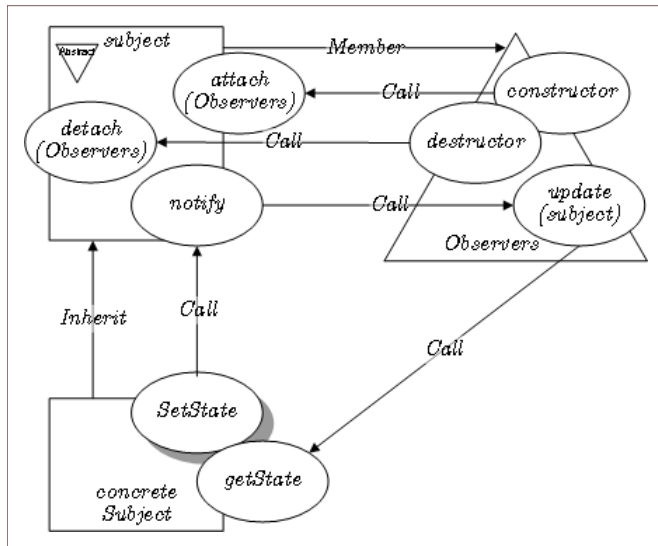 subject
Abstract
Member
attach
(Observers)
Call
constructor
detach
(Observers)
Call
destructor
notify
Call
update
(subject)
Observers
Inherit
Call
Call
SetState
getState
concrete
Subject